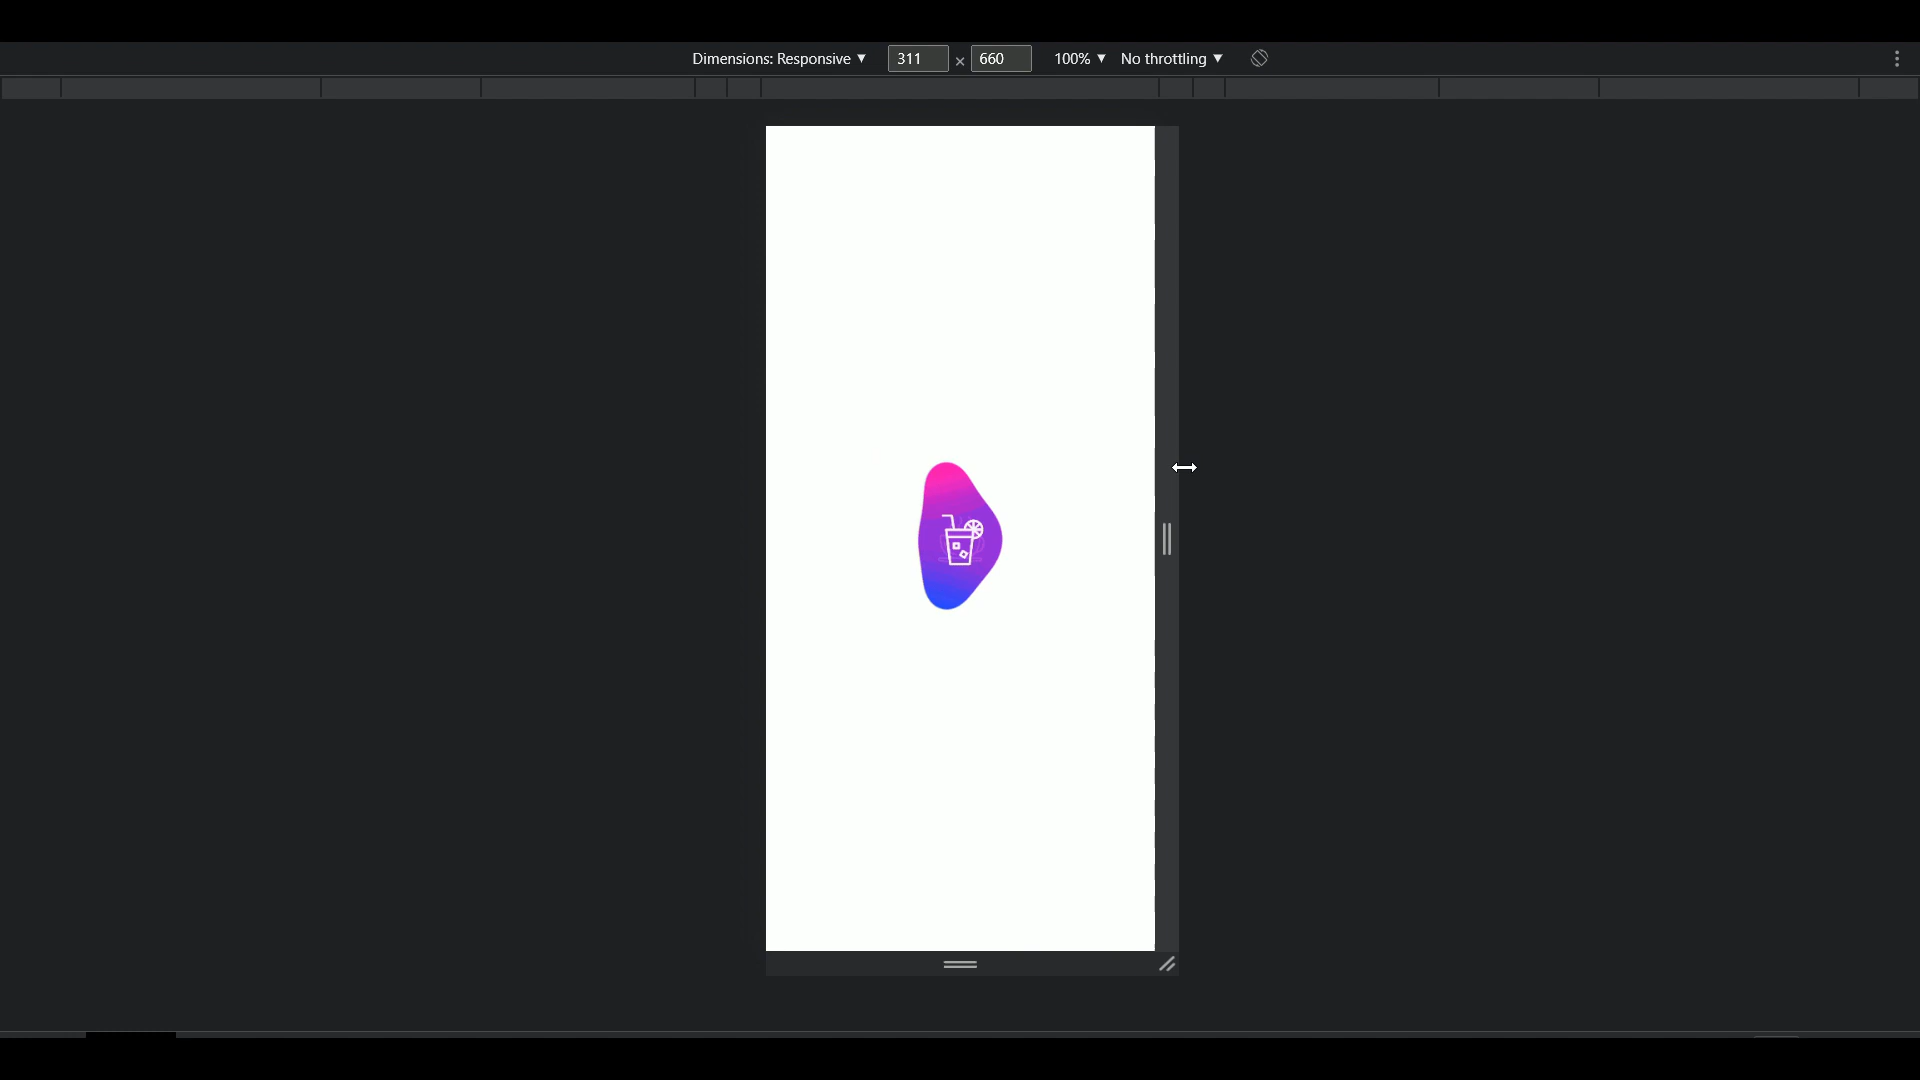 Dimensions: Responsive ▼ 311 × 660 100% ▼ No throttling ▼